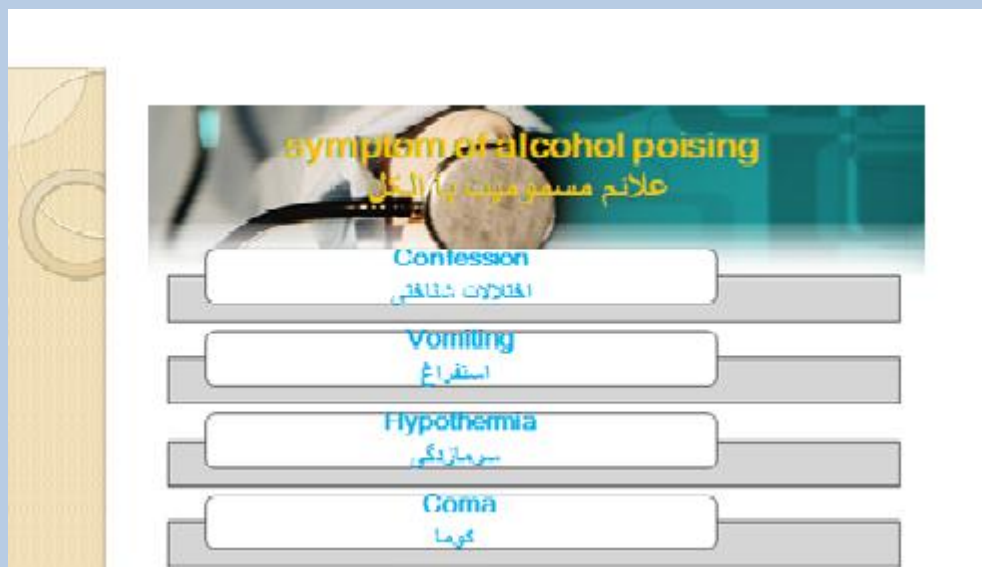 symptom of alcohol poising
علائم مسمومیت با الکل
Confession
اختلالات شناختی
Vomiting
استفراغ
Hypothermia
سرمازدگی
Coma
کوما